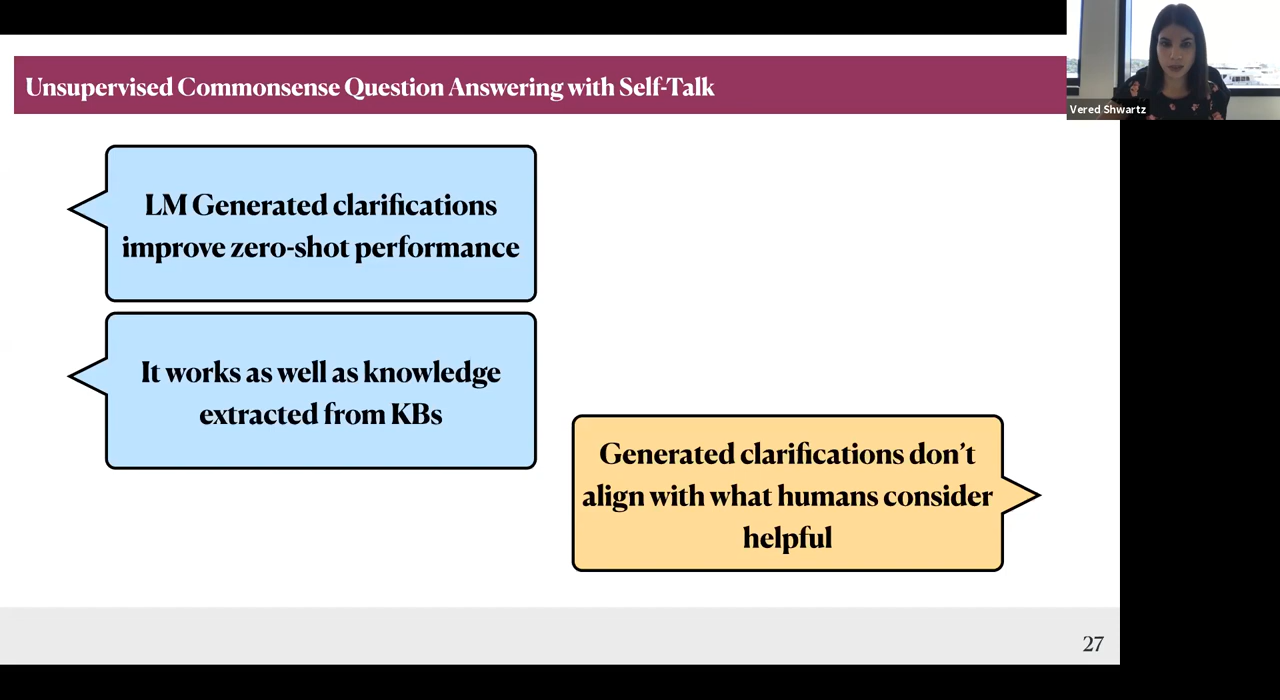 Unsupervised Commonsense Question Answering with Self-Talk
Vered Shwartz
LM Generated clarifications
improve zero-shot performance
It works as well as knowledge
extracted from KBs
Generated clarifications don’t
align with what humans consider
helpful
27